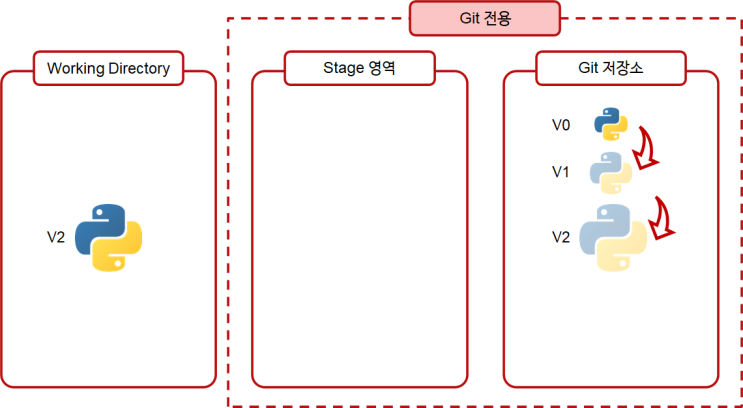 Git 전용
Working Directory
Stage 영역
Git 저장소
V0
V1
V2
V2